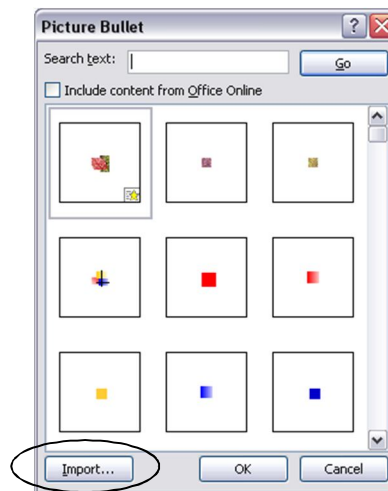 Picture Bullet
Search text:
Go
Include content from Office Online
Import...
OK
Cancel